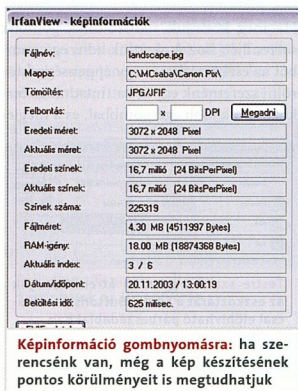 IrfanView - képinformációk
Fájlnév: landscape.jpg
Mappa: C:\MCsaba\Canon Pix\
Tömöítés: JPG/JFIF
Felbontás: x DPI Megadni
Eredeti méret: 3072 x 2048 Pixel
Aktuális méret: 3072 x 2048 Pixel
Eredeti színek: 16,7 millió (24 BitsPerPixel)
Aktuális színek: 16,7 millió (24 BitsPerPixel)
Színek száma: 225319
Fájlméret: 4.30 MB (4511997 Bytes)
RAM-igény: 18.00 MB (18874368 Bytes)
Aktuális index: 3 / 6
Dátum/időpont: 20.11.2003 / 13:00:19
Betöltési idő: 625 milisec.
Képinformáció gombnyomásra: ha sze-
rencsénk van, még a kép készítésének
pontos körülményeit is megtudhatjuk